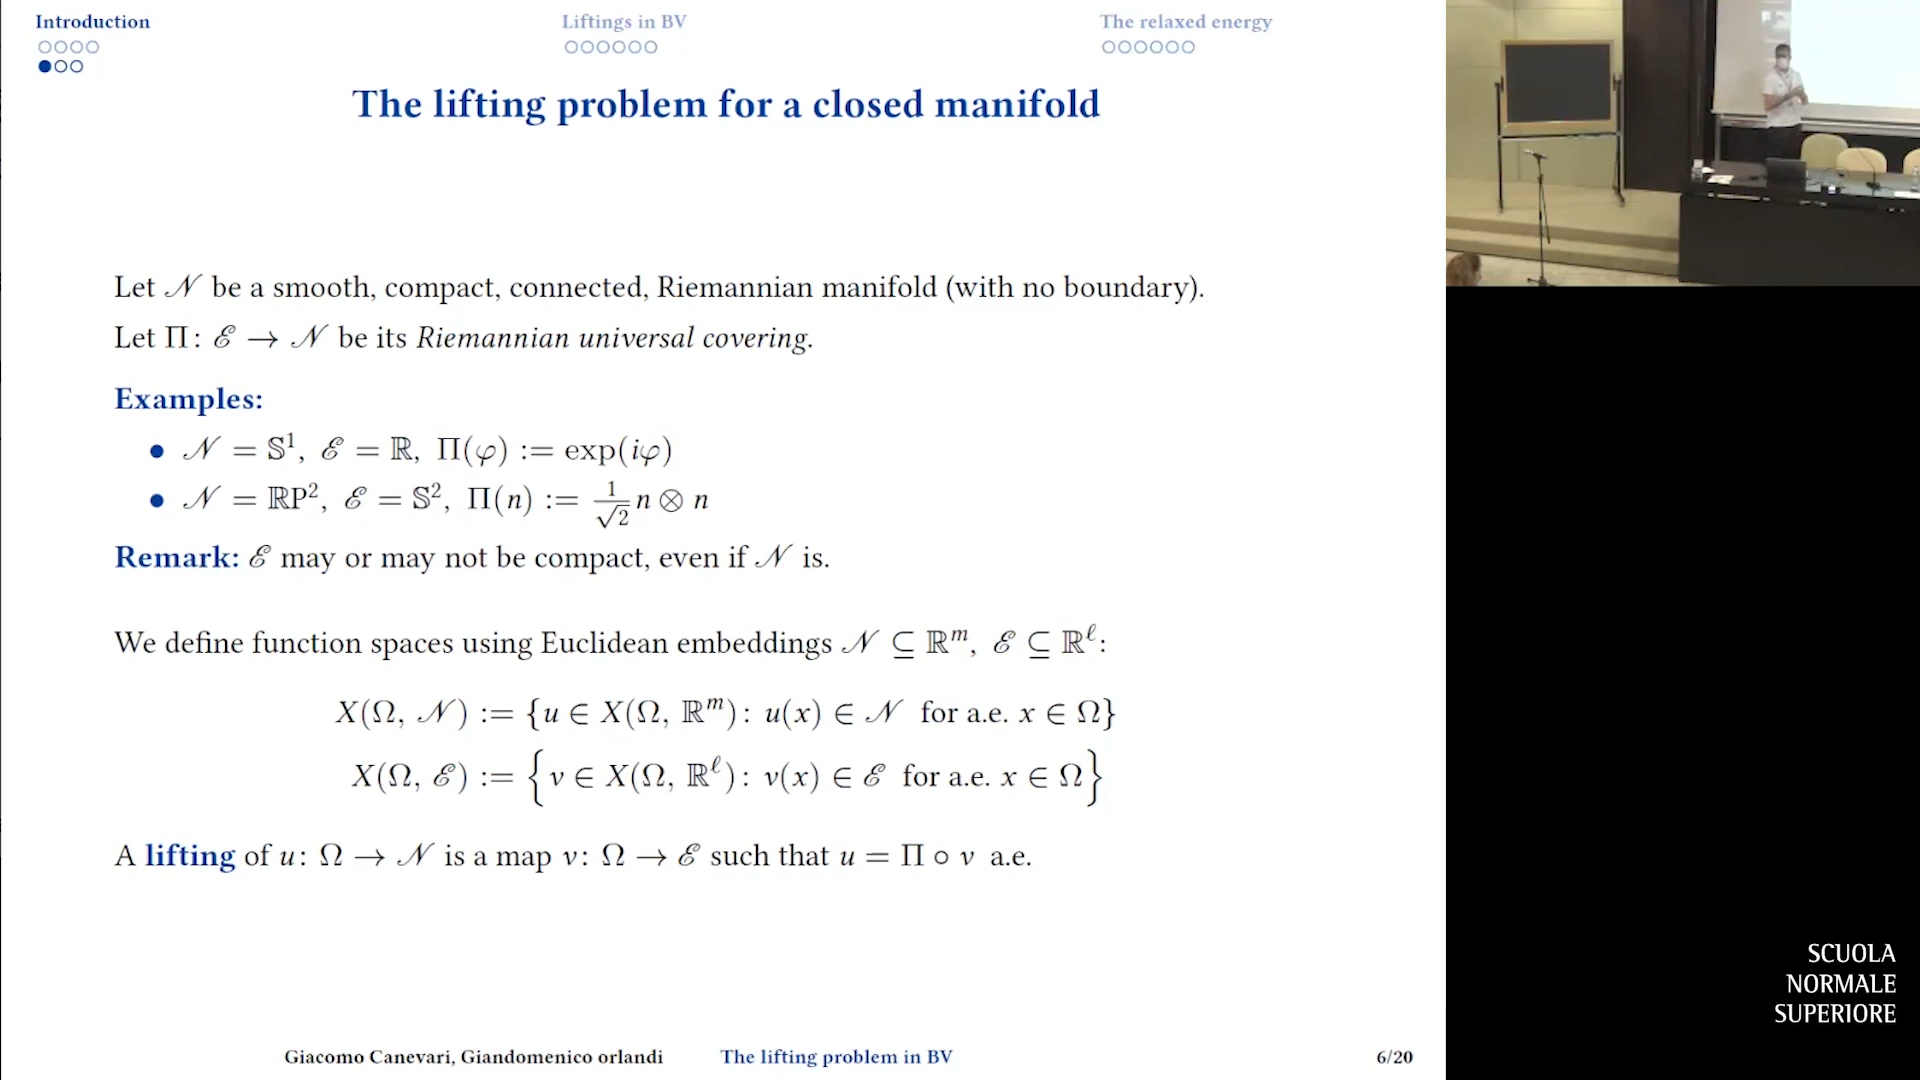 Introduction
Liftings in BV
The relaxed energy
The lifting problem for a closed manifold
Let 𝒩 be a smooth, compact, connected, Riemannian manifold (with no boundary).
Let Π: ℰ → 𝒩 be its Riemannian universal covering.
Examples:
• 𝒩 = 𝕊¹, ℰ = ℝ, Π(φ) := exp(iφ)
• 𝒩 = ℝP², ℰ = 𝕊², Π(n) := 1/√2 n ⊗ n
Remark: ℰ may or may not be compact, even if 𝒩 is.
We define function spaces using Euclidean embeddings 𝒩 ⊆ ℝᵐ, ℰ ⊆ ℝ^ℓ:
X(Ω, 𝒩) := {u ∈ X(Ω, ℝᵐ): u(x) ∈ 𝒩 for a.e. x ∈ Ω}
X(Ω, ℰ) := {v ∈ X(Ω, ℝ^ℓ): v(x) ∈ ℰ for a.e. x ∈ Ω}
A lifting of u: Ω → 𝒩 is a map v: Ω → ℰ such that u = Π ∘ v a.e.
Giacomo Canevari, Giandomenico orlandi
The lifting problem in BV
6/20
SCUOLA
NORMALE
SUPERIORE